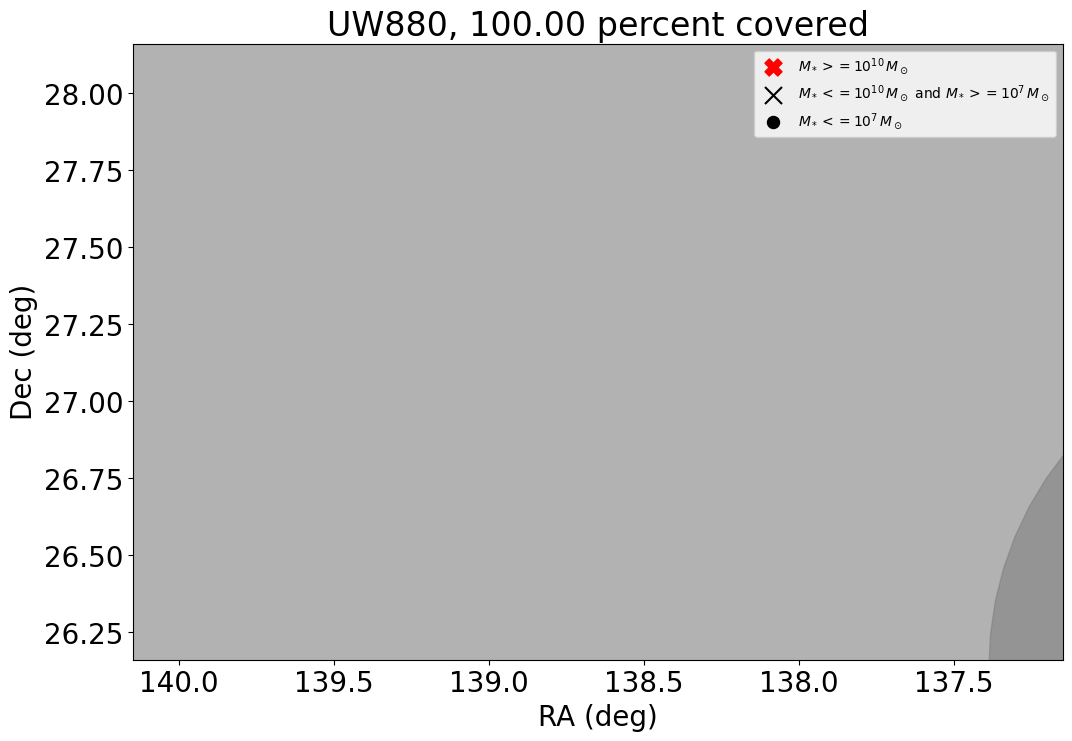 UW880, 100.00 percent covered
M* >= 10^10 M⊙
M* <= 10^10 M⊙ and M* >= 10^7 M⊙
M* <= 10^7 M⊙
28.00
27.75
27.50
27.25
27.00
26.75
26.50
26.25
Dec (deg)
140.0 139.5 139.0 138.5 138.0 137.5
RA (deg)